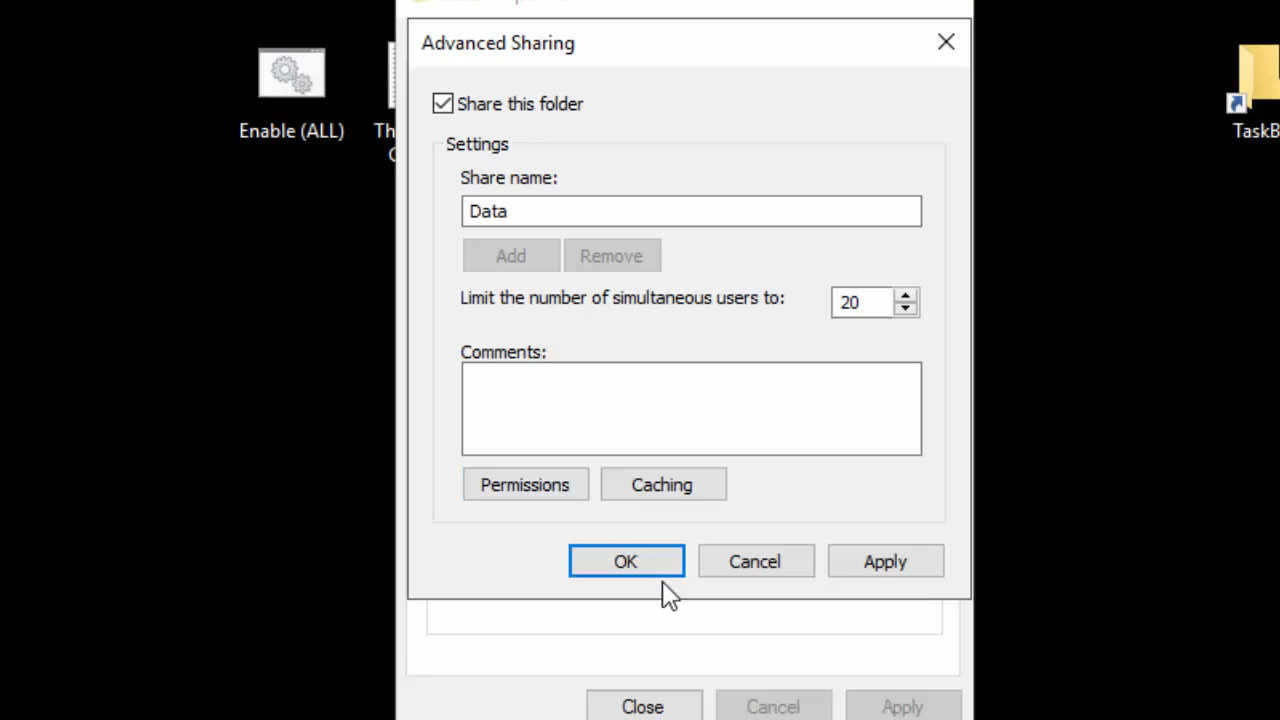 Advanced Sharing
Enable (ALL)
Th
C
TaskB
Share this folder
Settings
Share name:
Data
Add Remove
Limit the number of simultaneous users to: 20
Comments:
Permissions Caching
OK Cancel Apply
Close Cancel Apply